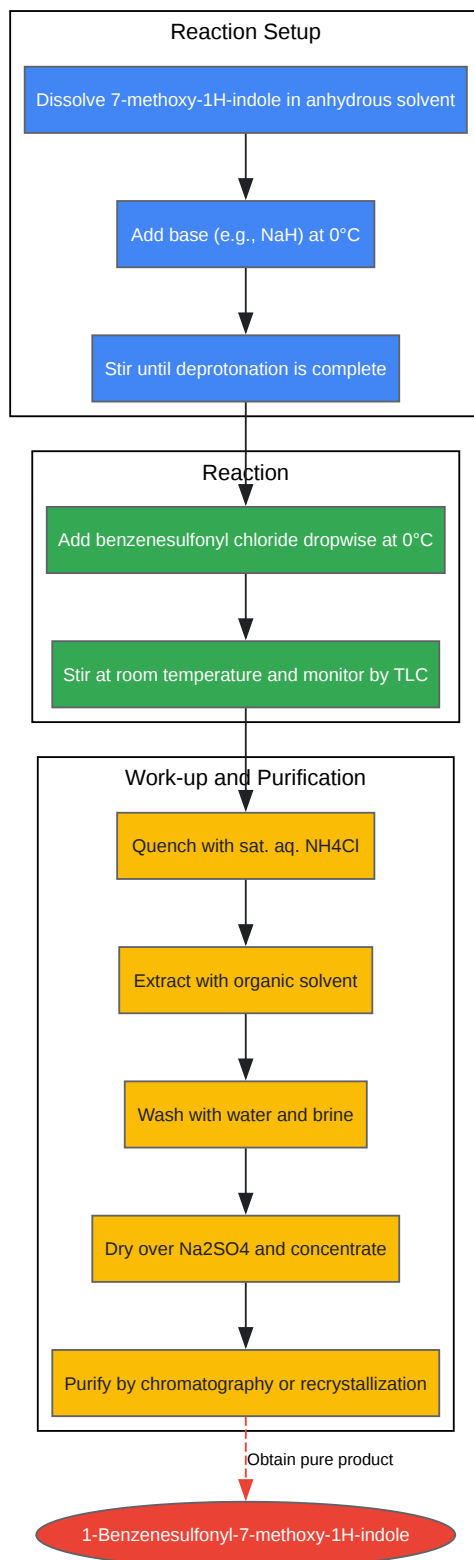 Reaction Setup
Dissolve 7-methoxy-1H-indole in anhydrous solvent
Add base (e.g., NaH) at 0°C
Stir until deprotonation is complete
Reaction
Add benzenesulfonyl chloride dropwise at 0°C
Stir at room temperature and monitor by TLC
Work-up and Purification
Quench with sat. aq. NH4Cl
Extract with organic solvent
Wash with water and brine
Dry over Na2SO4 and concentrate
Purify by chromatography or recrystallization
Obtain pure product
1-Benzenesulfonyl-7-methoxy-1H-indole